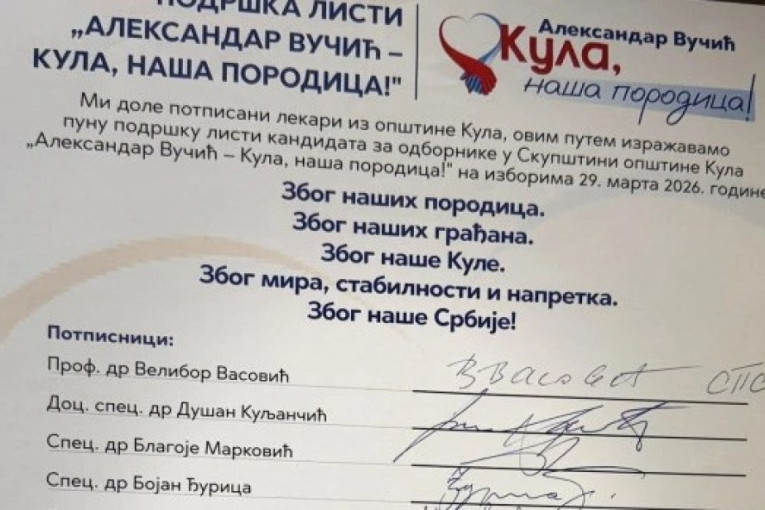 ПОДРШКА ЛИСТИ
„АЛЕКСАНДАР ВУЧИЋ –
КУЛА, НАША ПОРОДИЦА!"
Александар Вучић
Кула,
наша породица!
Ми доле потписани лекари из општине Кула, овим путем изражавамо
пуну подршку листи кандидата за одборнике у Скупштини општине Кула
„Александар Вучић – Кула, наша породица!" на изборима 29. марта 2026. године
Због наших породица.
Због наших грађана.
Због наше Куле.
Због мира, стабилности и напретка.
Због наше Србије!
Потписници:
Проф. др Велибор Васовић
Доц. спец. др Душан Куљанчић
Спец. др Благоје Марковић
Спец. др Бојан Ђурица